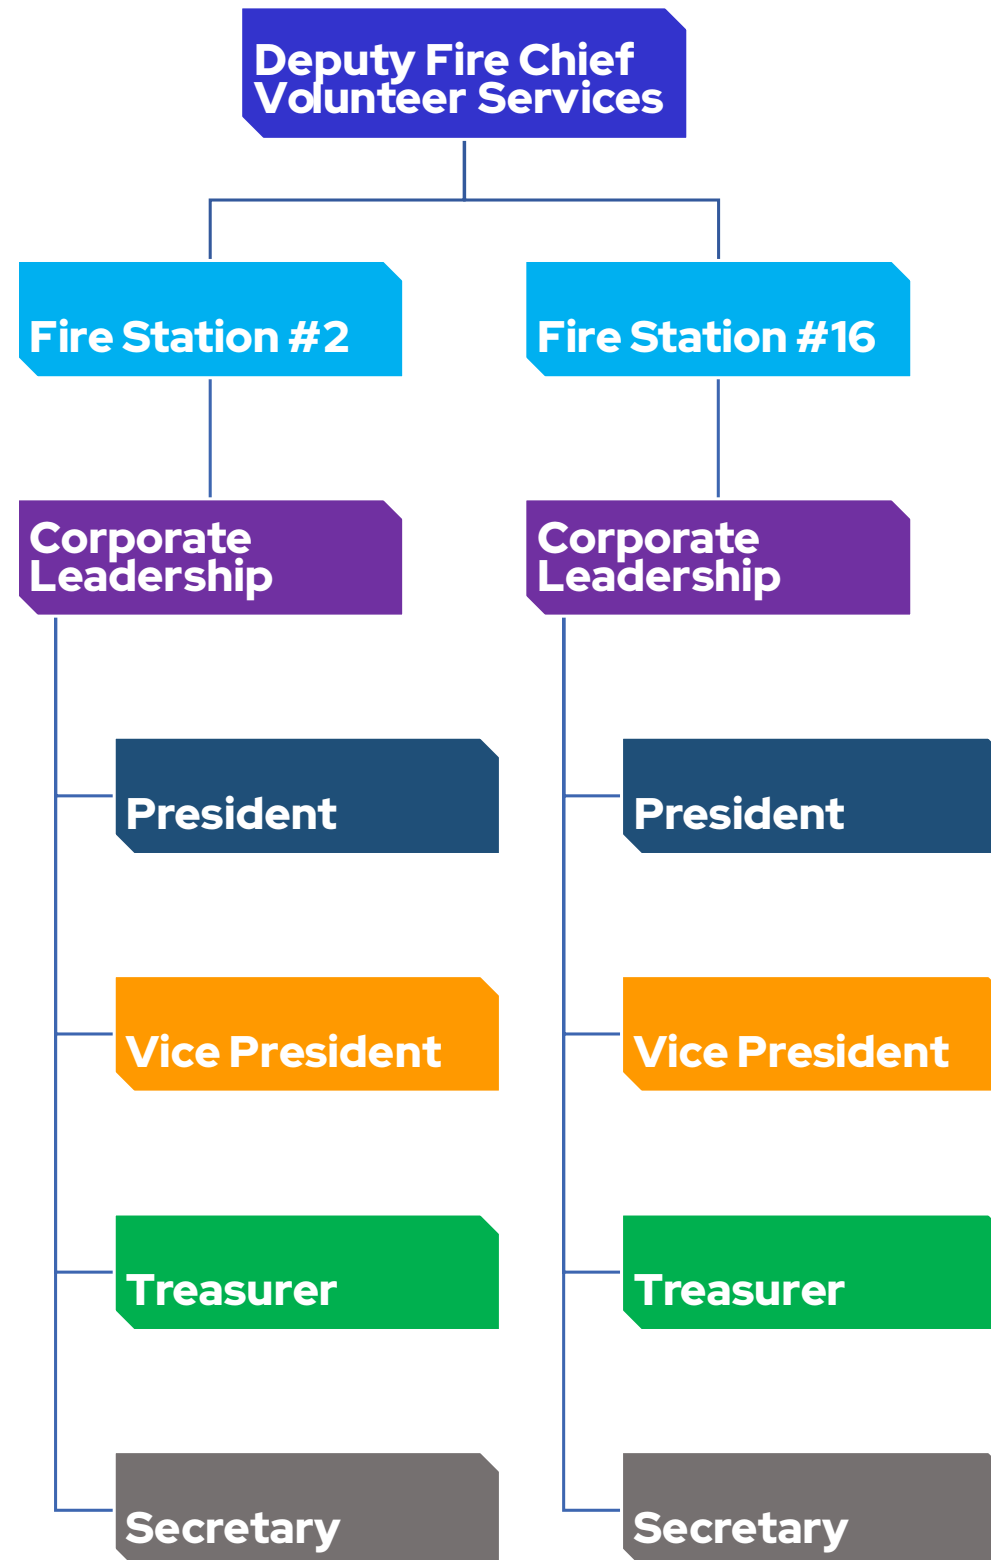 Deputy Fire Chief
Volunteer Services
Fire Station #2
Fire Station #16
Corporate
Leadership
Corporate
Leadership
President
President
Vice President
Vice President
Treasurer
Treasurer
Secretary
Secretary